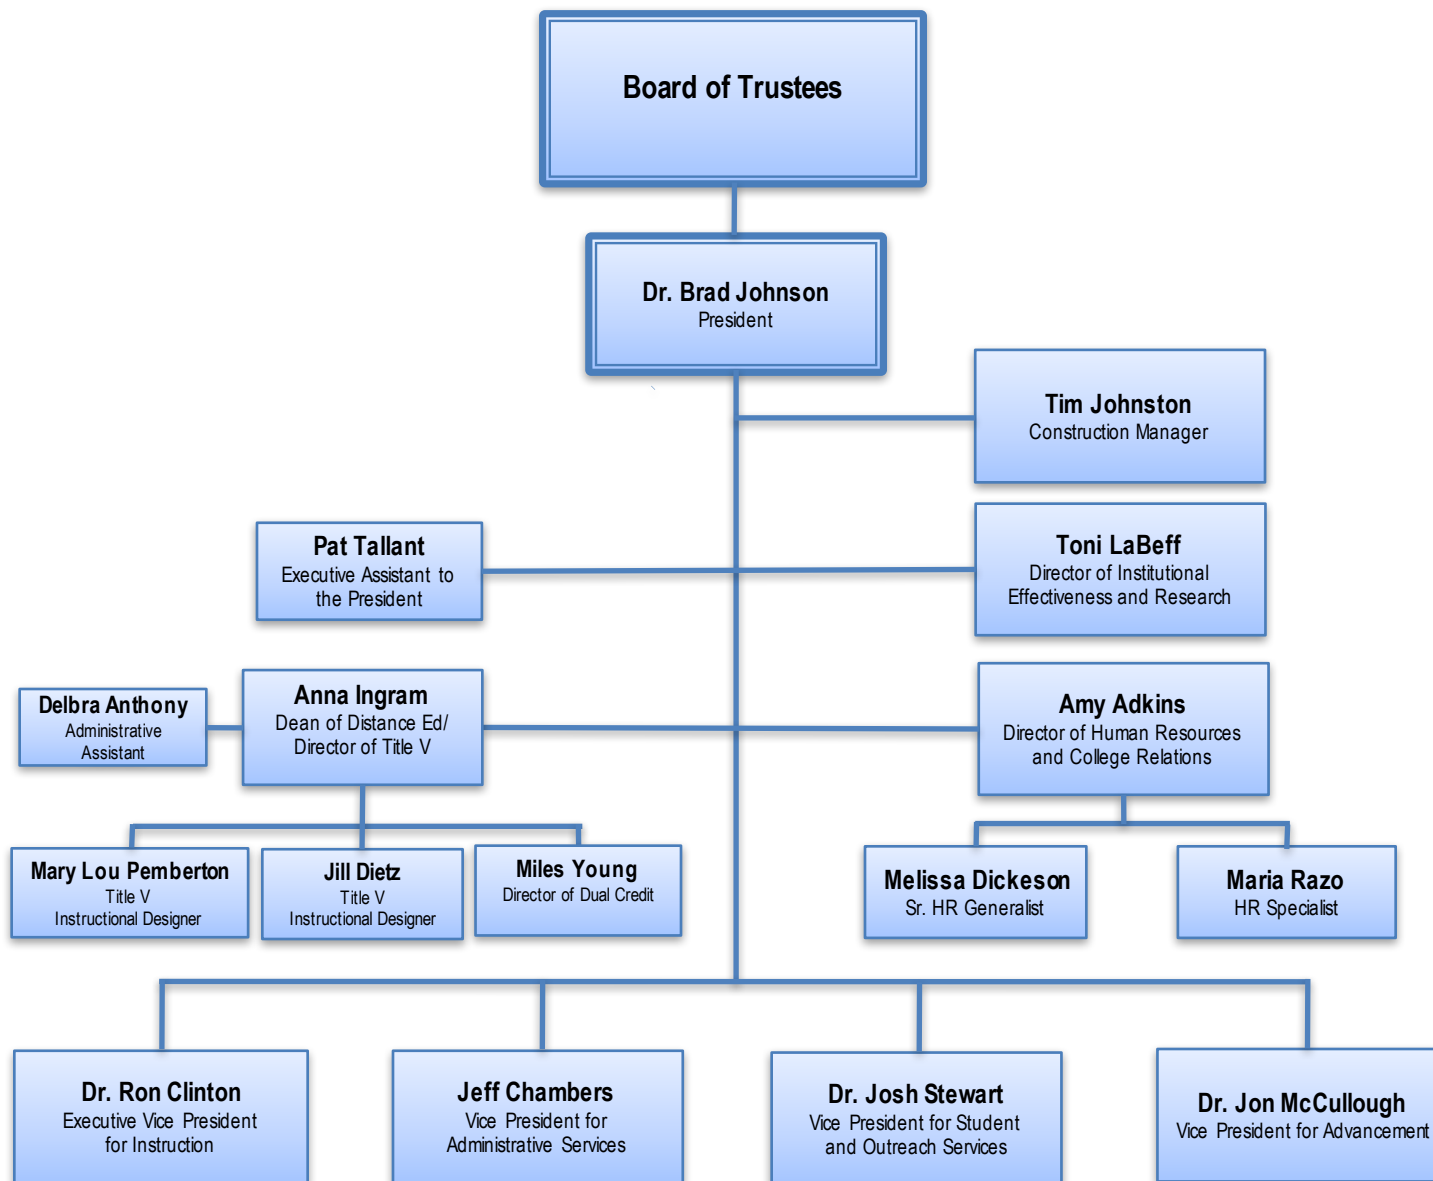 Board of Trustees
Dr. Brad Johnson
President
Tim Johnston
Construction Manager
Pat Tallant
Executive Assistant to
the President
Toni LaBeff
Director of Institutional
Effectiveness and Research
Delbra Anthony
Administrative
Assistant
Anna Ingram
Dean of Distance Ed/
Director of Title V
Amy Adkins
Director of Human Resources
and College Relations
Mary Lou Pemberton
Title V
Instructional Designer
Jill Dietz
Title V
Instructional Designer
Miles Young
Director of Dual Credit
Melissa Dickeson
Sr. HR Generalist
Maria Razo
HR Specialist
Dr. Ron Clinton
Executive Vice President
for Instruction
Jeff Chambers
Vice President for
Administrative Services
Dr. Josh Stewart
Vice President for Student
and Outreach Services
Dr. Jon McCullough
Vice President for Advancement